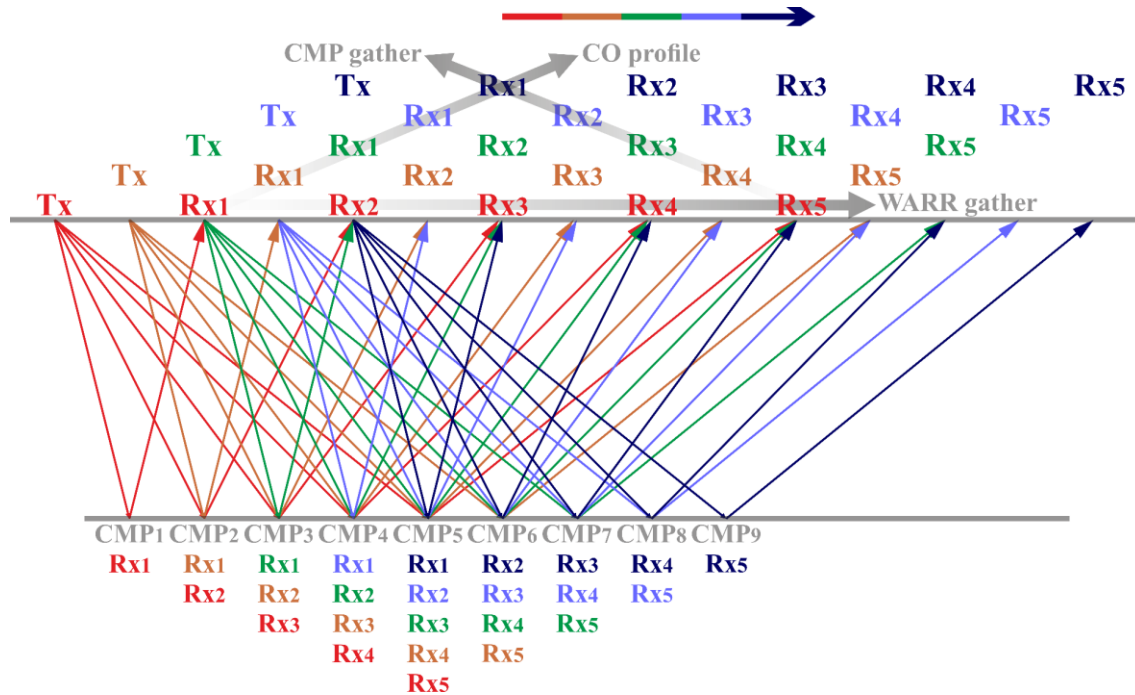 CMP gather CO profile
Tx Rx1 Rx2 Rx3 Rx4 Rx5
Tx Rx1 Rx2 Rx3 Rx4 Rx5
Tx Rx1 Rx2 Rx3 Rx4 Rx5
Tx Rx1 Rx2 Rx3 Rx4 Rx5
Tx Rx1 Rx2 Rx3 Rx4 Rx5 WARR gather
CMP1 CMP2 CMP3 CMP4 CMP5 CMP6 CMP7 CMP8 CMP9
Rx1 Rx1 Rx1 Rx1 Rx1 Rx2 Rx3 Rx4 Rx5
Rx2 Rx2 Rx2 Rx2 Rx3 Rx4 Rx5
Rx3 Rx3 Rx3 Rx4 Rx5
Rx4 Rx4 Rx5
Rx5